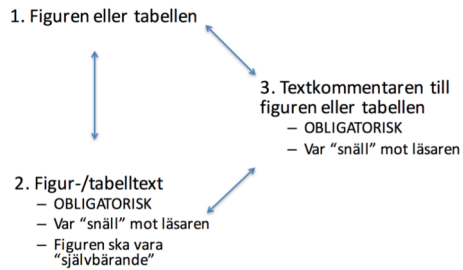 1. Figuren eller tabellen
3. Textkommentaren till
figuren eller tabellen
– OBLIGATORISK
– Var “snäll” mot läsaren
2. Figur-/tabelltext
– OBLIGATORISK
– Var “snäll” mot läsaren
– Figuren ska vara
“självbärande”